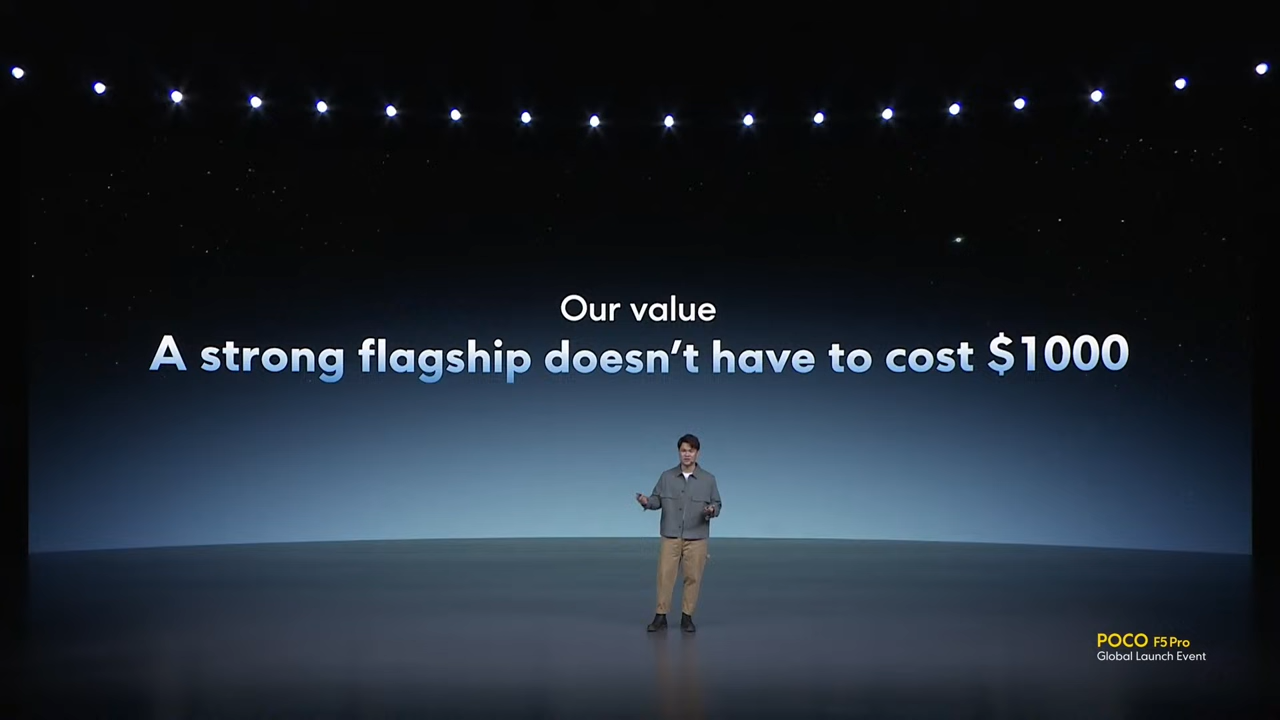 Our value
A strong flagship doesn't have to cost $1000
POCO F5 Pro
Global Launch Event